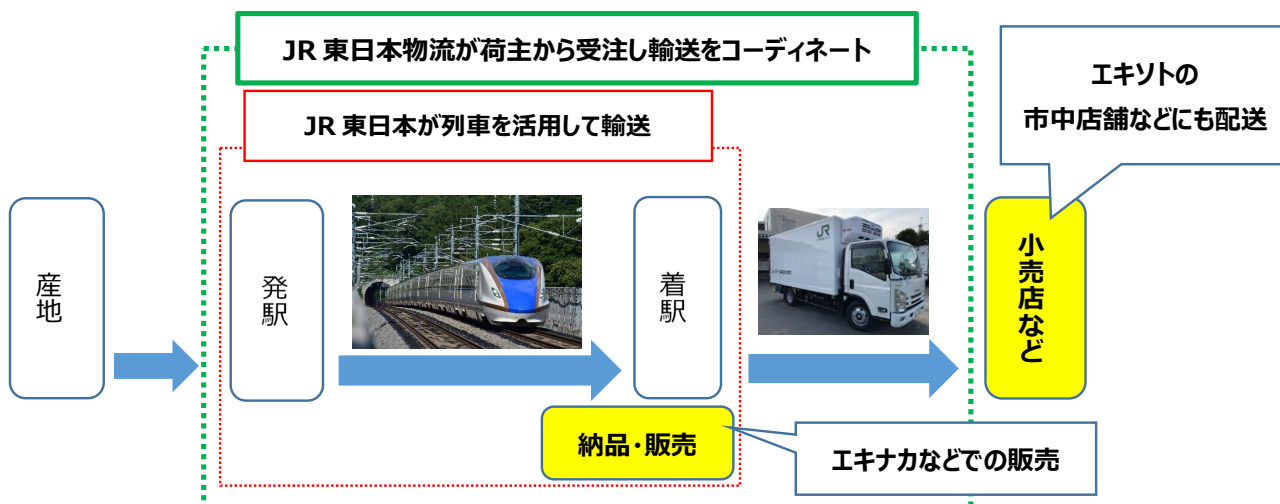 JR 東日本物流が荷主から受注し輸送をコーディネート
エキソトの
市中店舗などにも配送
JR 東日本が列車を活用して輸送
産地
発駅
着駅
JR
小売店など
納品・販売
エキナカなどでの販売